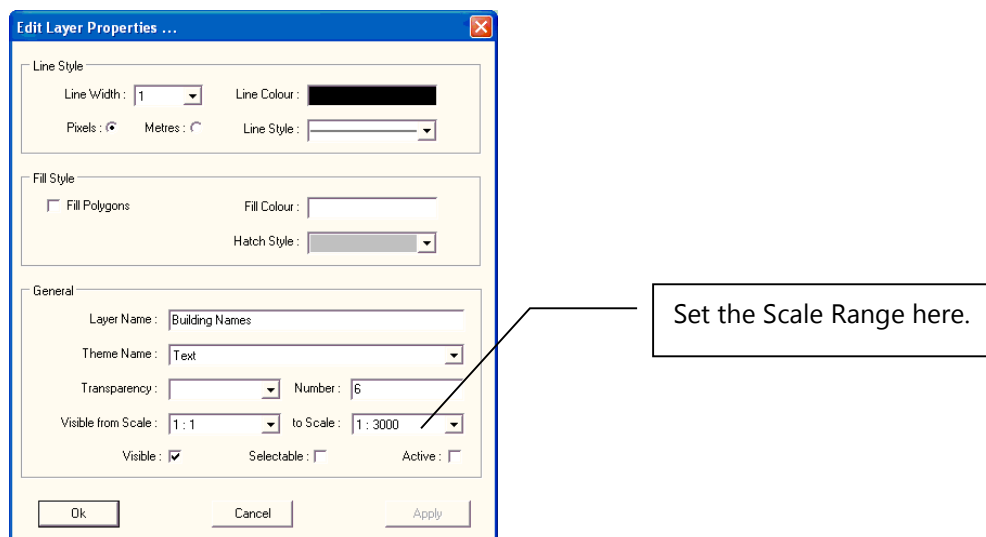 Edit Layer Properties ...
Line Style
Line Width : 1 Line Colour :
Pixels : Metres : Line Style :
Fill Style
Fill Polygons Fill Colour :
Hatch Style :
General
Layer Name : Building Names
Theme Name : Text
Transparency : Number : 6
Visible from Scale : 1 : 1 to Scale : 1 : 3000
Visible : Selectable : Active :
Ok Cancel Apply
Set the Scale Range here.